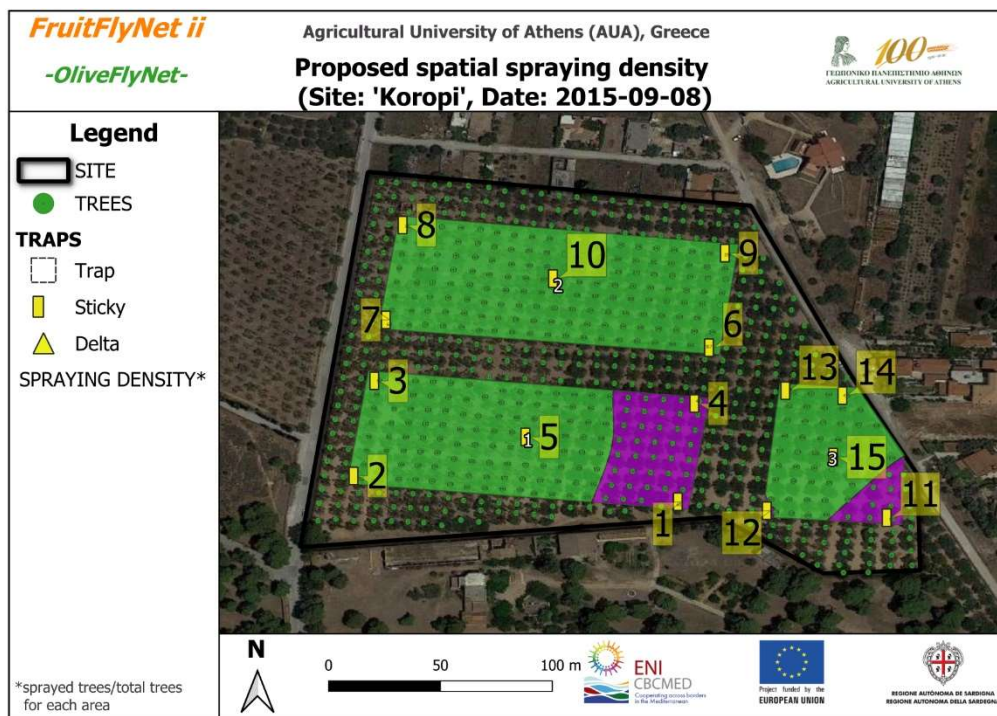 FruitFlyNet ii
-OliveFlyNet-
Agricultural University of Athens (AUA), Greece
Proposed spatial spraying density
(Site: 'Koropi', Date: 2015-09-08)
100
ΓΕΩΠΟΝΙΚΟ ΠΑΝΕΠΙΣΤΗΜΙΟ ΑΘΗΝΩΝ
AGRICULTURAL UNIVERSITY OF ATHENS
Legend
SITE
TREES
TRAPS
Trap
Sticky
Delta
SPRAYING DENSITY*
*sprayed trees/total trees
for each area
8
10
2
9
7
6
3
4
13
14
5
1
15
3
2
1
12
11
N
0 50 100 m
ENI
CBCMED
Cooperating across borders
in the Mediterranean
Project funded by the
EUROPEAN UNION
REGIONE AUTÒNOMA DE SARDIGNA
REGIONE AUTONOMA DELLA SARDEGNA